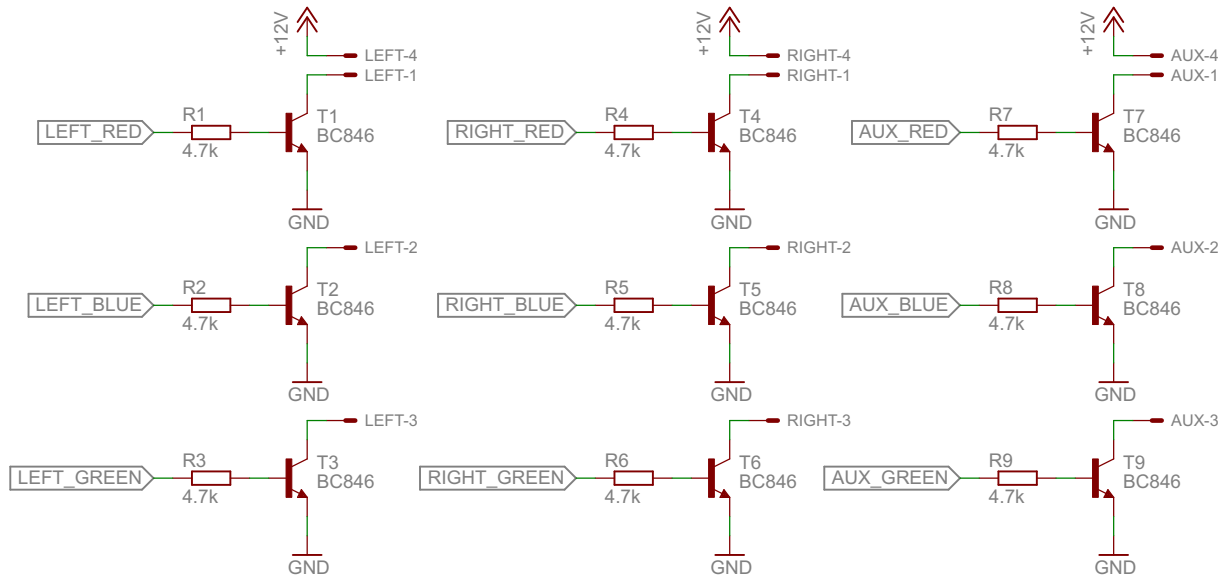 +12V
LEFT-4
LEFT-1
R1
LEFT_RED
4.7k
T1
BC846
GND
LEFT-2
R2
LEFT_BLUE
4.7k
T2
BC846
GND
LEFT-3
R3
LEFT_GREEN
4.7k
T3
BC846
GND
+12V
RIGHT-4
RIGHT-1
R4
RIGHT_RED
4.7k
T4
BC846
GND
RIGHT-2
R5
RIGHT_BLUE
4.7k
T5
BC846
GND
RIGHT-3
R6
RIGHT_GREEN
4.7k
T6
BC846
GND
+12V
AUX-4
AUX-1
R7
AUX_RED
4.7k
T7
BC846
GND
AUX-2
R8
AUX_BLUE
4.7k
T8
BC846
GND
AUX-3
R9
AUX_GREEN
4.7k
T9
BC846
GND